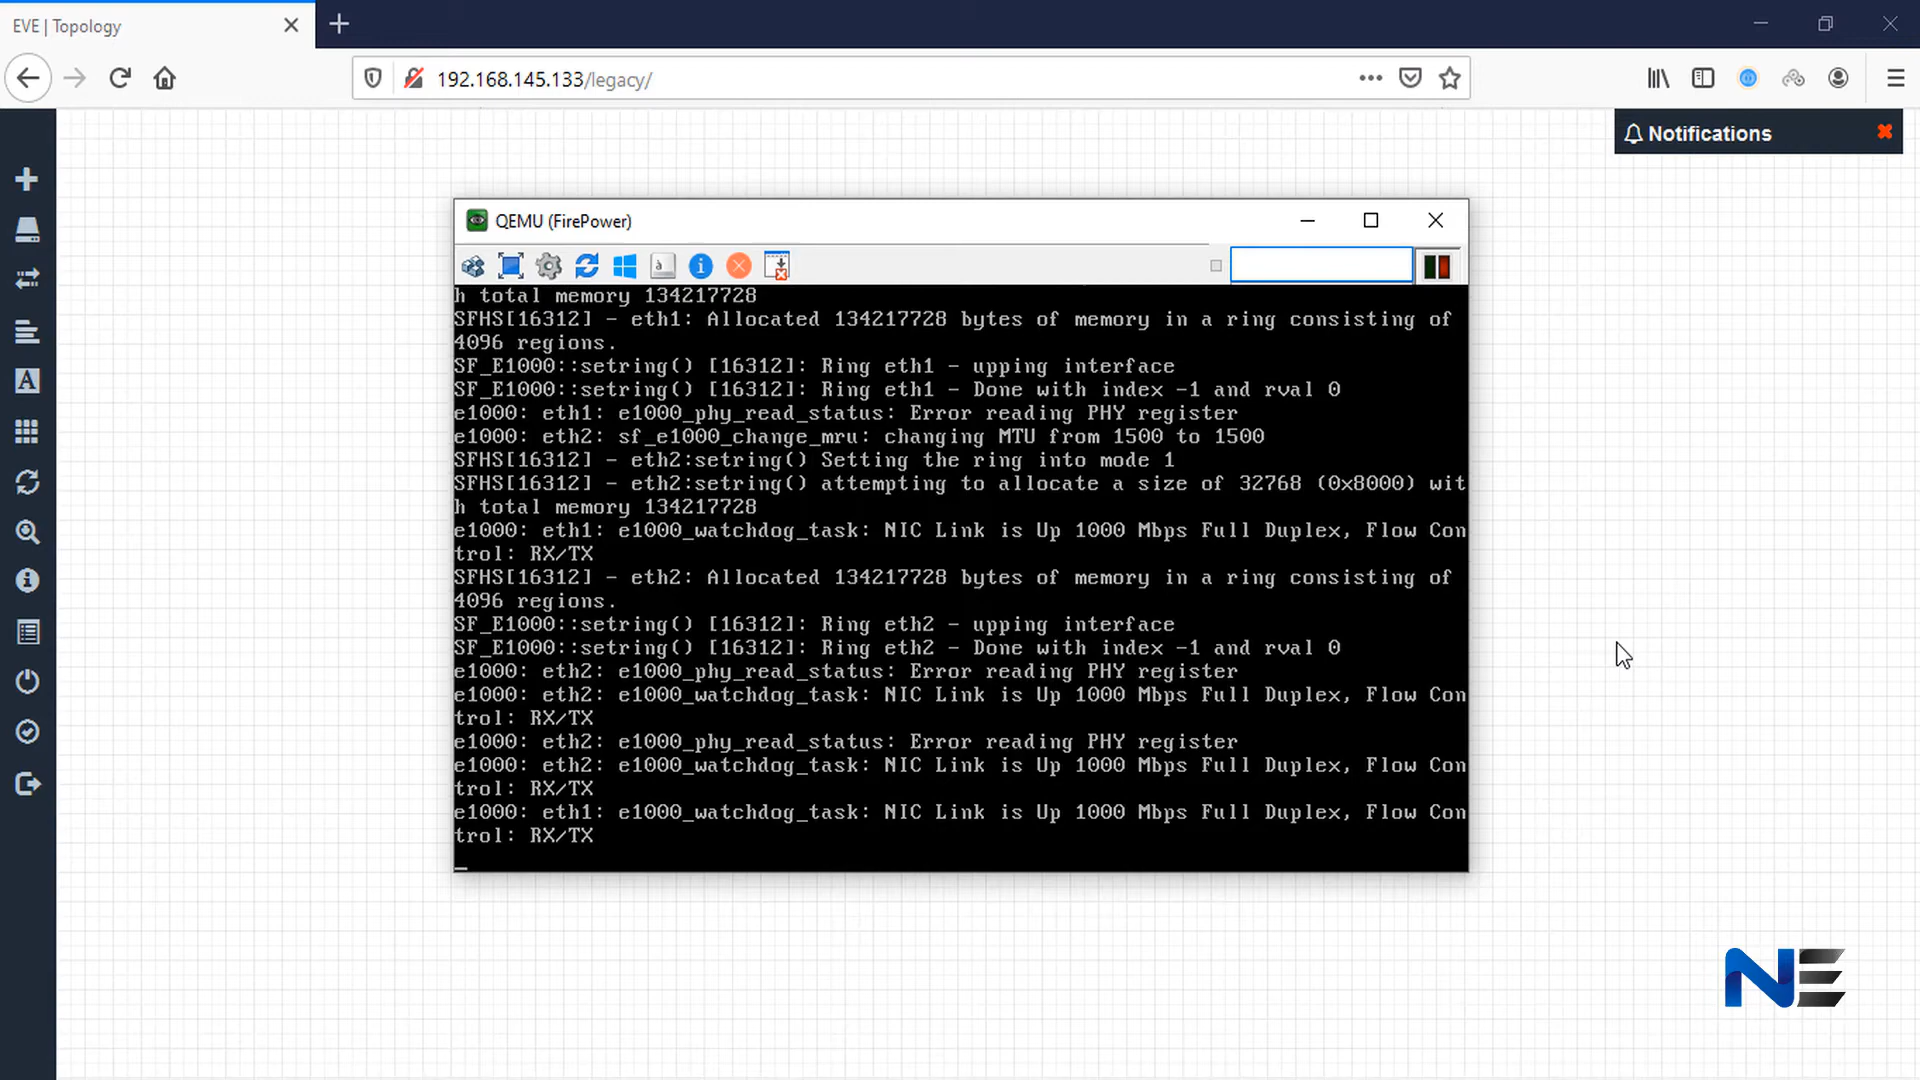 EVE | Topology
192.168.145.133/legacy/
Notifications
QEMU (FirePower)
h total memory 134217728
SFHS[16312] - eth1: Allocated 134217728 bytes of memory in a ring consisting of
4096 regions.
SF_E1000::setring() [16312]: Ring eth1 - upping interface
SF_E1000::setring() [16312]: Ring eth1 - Done with index -1 and rval 0
e1000: eth1: e1000_phy_read_status: Error reading PHY register
e1000: eth2: sf_e1000_change_mru: changing MTU from 1500 to 1500
SFHS[16312] - eth2:setring() Setting the ring into mode 1
SFHS[16312] - eth2:setring() attempting to allocate a size of 32768 (0x8000) wit
h total memory 134217728
e1000: eth1: e1000_watchdog_task: NIC Link is Up 1000 Mbps Full Duplex, Flow Con
trol: RX/TX
SFHS[16312] - eth2: Allocated 134217728 bytes of memory in a ring consisting of
4096 regions.
SF_E1000::setring() [16312]: Ring eth2 - upping interface
SF_E1000::setring() [16312]: Ring eth2 - Done with index -1 and rval 0
e1000: eth2: e1000_phy_read_status: Error reading PHY register
e1000: eth2: e1000_watchdog_task: NIC Link is Up 1000 Mbps Full Duplex, Flow Con
trol: RX/TX
e1000: eth2: e1000_phy_read_status: Error reading PHY register
e1000: eth2: e1000_watchdog_task: NIC Link is Up 1000 Mbps Full Duplex, Flow Con
trol: RX/TX
e1000: eth1: e1000_watchdog_task: NIC Link is Up 1000 Mbps Full Duplex, Flow Con
trol: RX/TX
NE